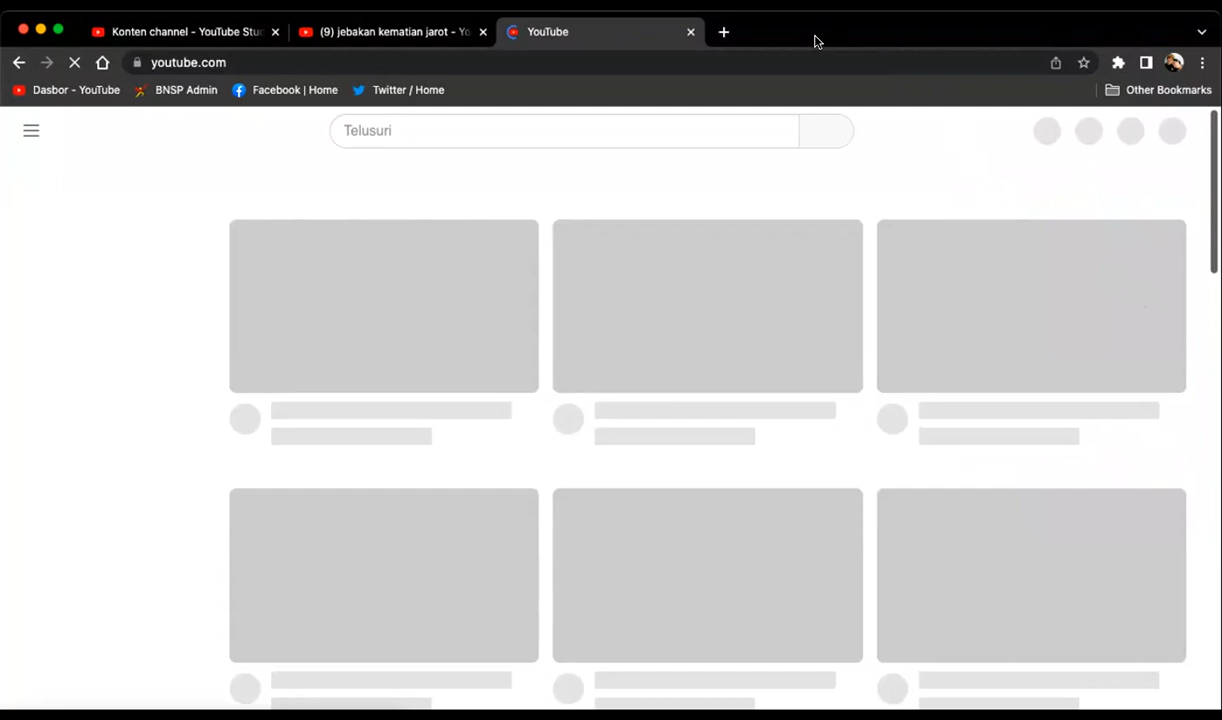 Konten channel - YouTube Stu
(9) jebakan kematian jarot - Yo
YouTube
youtube.com
Dasbor - YouTube
BNSP Admin
Facebook | Home
Twitter / Home
Other Bookmarks
Telusuri